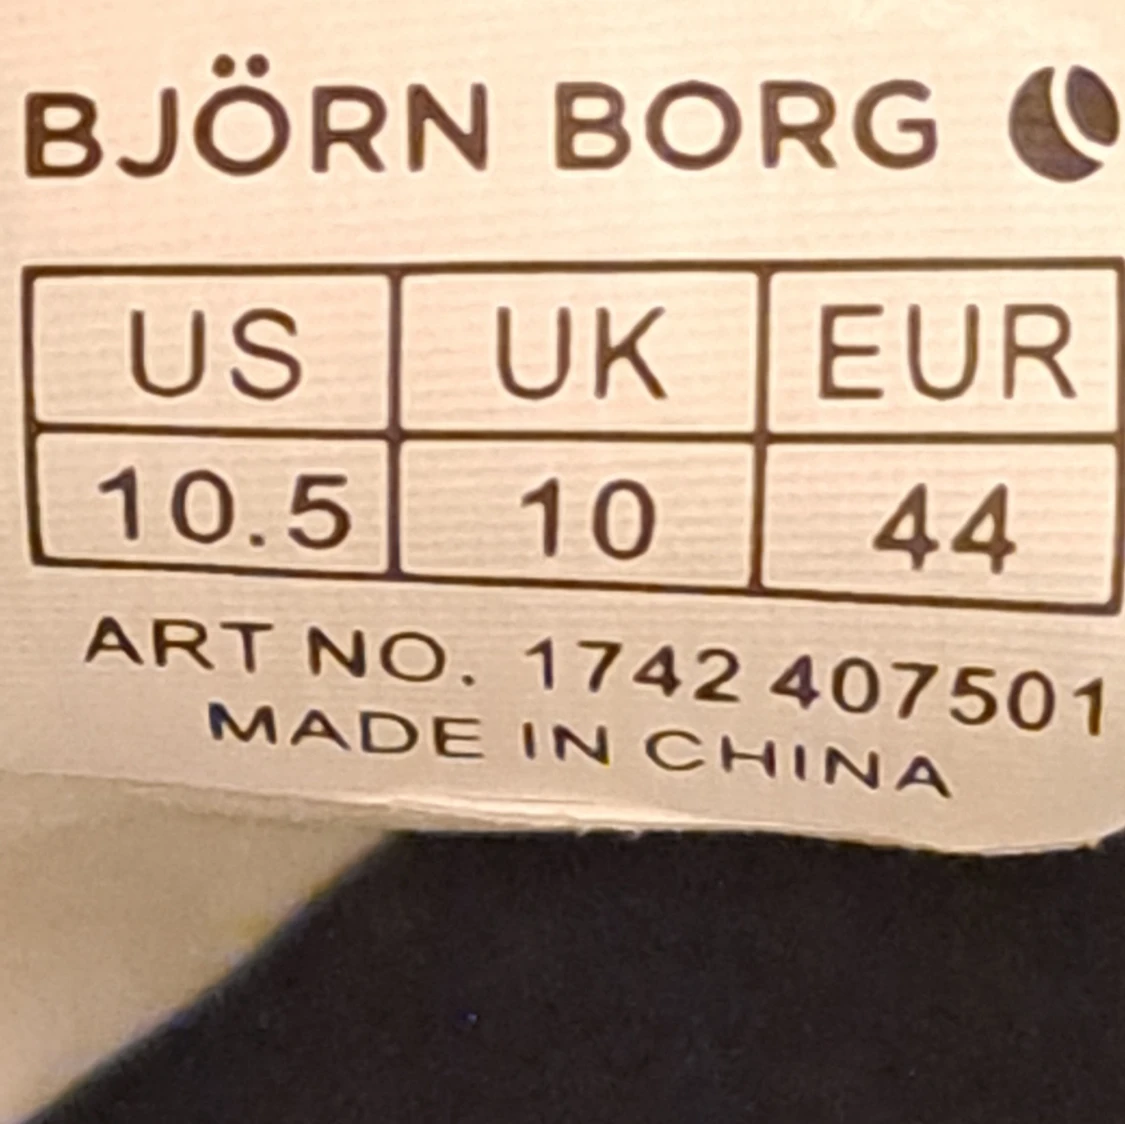 BJÖRN BORG
US UK EUR
10.5 10 44
ART NO. 1742 407501
MADE IN CHINA